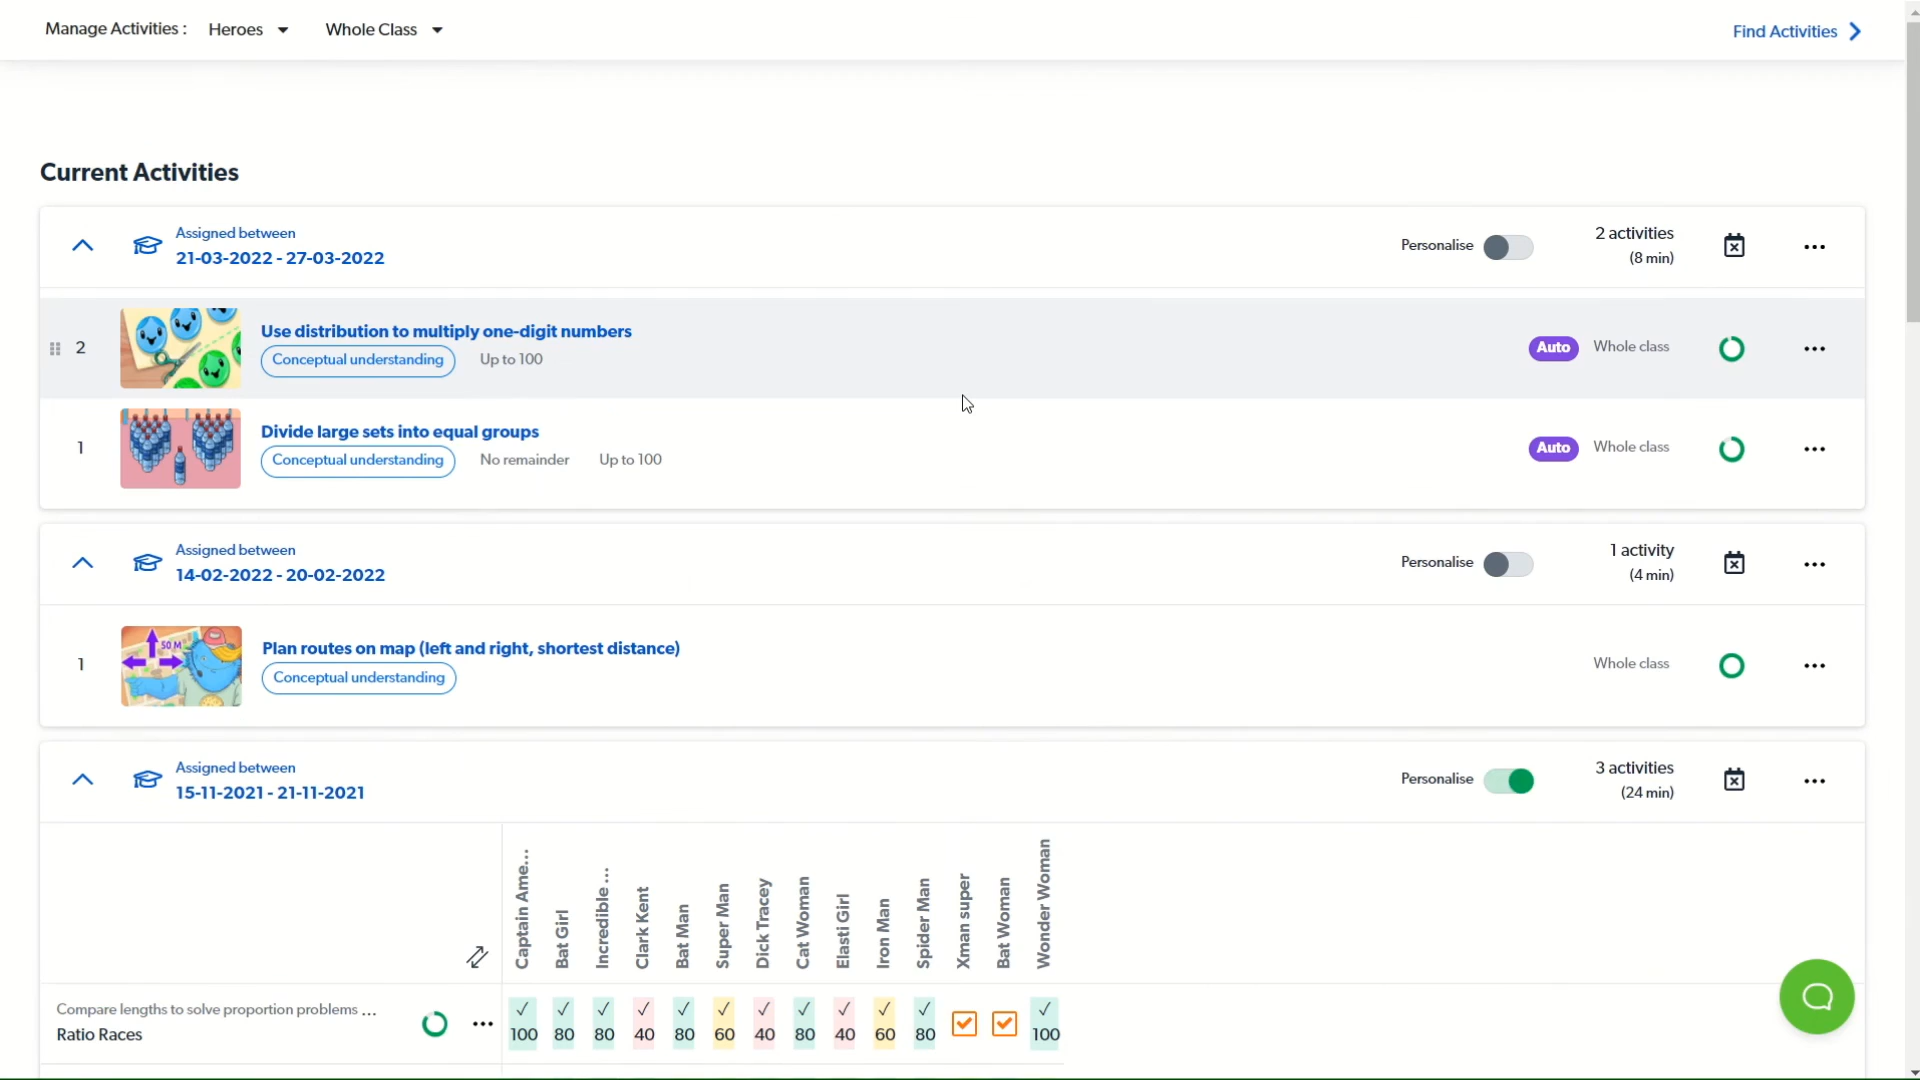 Manage Activities : Heroes Whole Class Find Activities
Current Activities
Assigned between
21-03-2022 - 27-03-2022
Personalise
2 activities
(8 min)
2
Use distribution to multiply one-digit numbers
Conceptual understanding Up to 100
Auto Whole class
1
Divide large sets into equal groups
Conceptual understanding No remainder Up to 100
Auto Whole class
Assigned between
14-02-2022 - 20-02-2022
Personalise
1 activity
(4 min)
1
50 M
Plan routes on map (left and right, shortest distance)
Conceptual understanding
Whole class
Assigned between
15-11-2021 - 21-11-2021
Personalise
3 activities
(24 min)
Captain Ame...
Bat Girl
Incredible ...
Clark Kent
Bat Man
Super Man
Dick Tracey
Cat Woman
Elasti Girl
Iron Man
Spider Man
Xman super
Bat Woman
Wonder Woman
Compare lengths to solve proportion problems ...
Ratio Races
100 80 80 40 80 60 40 80 40 60 80 100